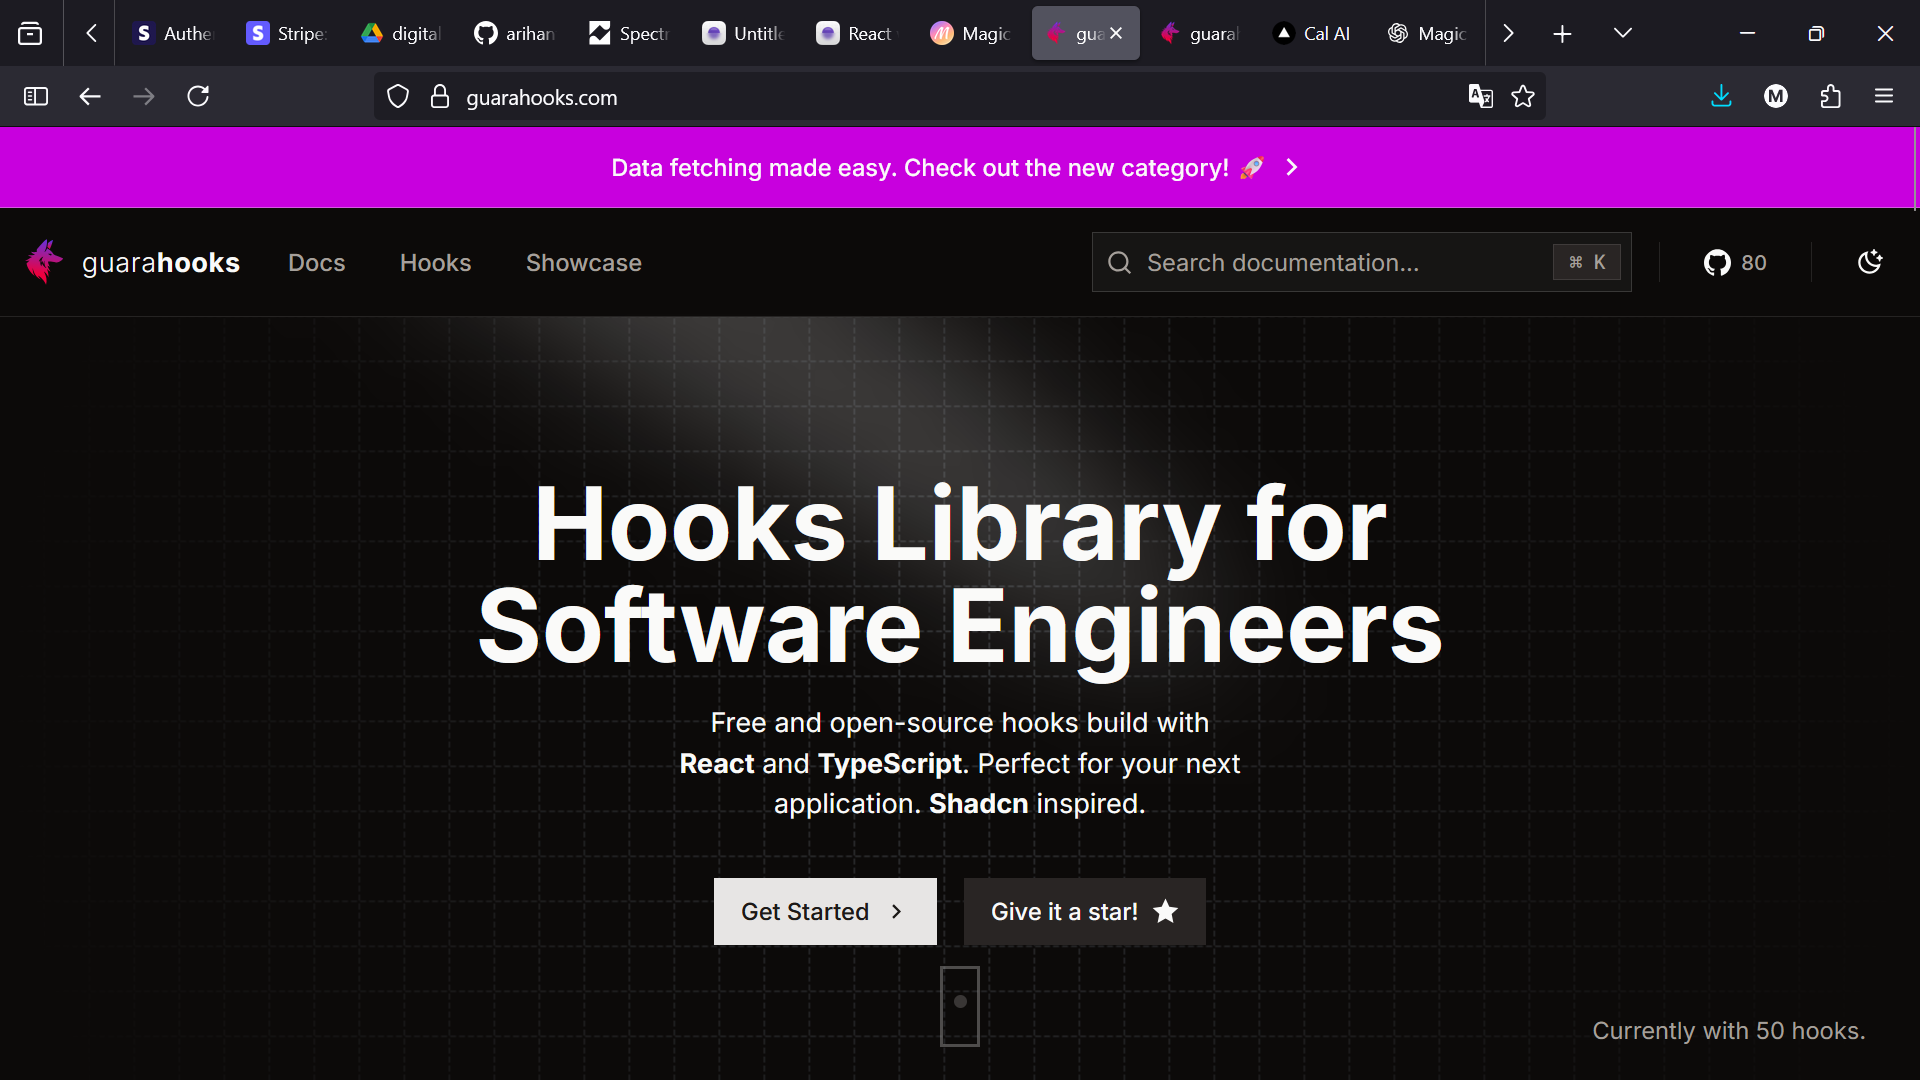 Authe
Stripe:
digital
arihan
Spectr
Untitle
React
Magic
gua
guaral
Cal AI
Magic
guarahooks.com
Data fetching made easy. Check out the new category! 🚀
guarahooks
Docs
Hooks
Showcase
Search documentation...
⌘ K
80
Hooks Library for
Software Engineers
Free and open-source hooks build with
React and TypeScript. Perfect for your next
application. Shadcn inspired.
Get Started
Give it a star!
Currently with 50 hooks.